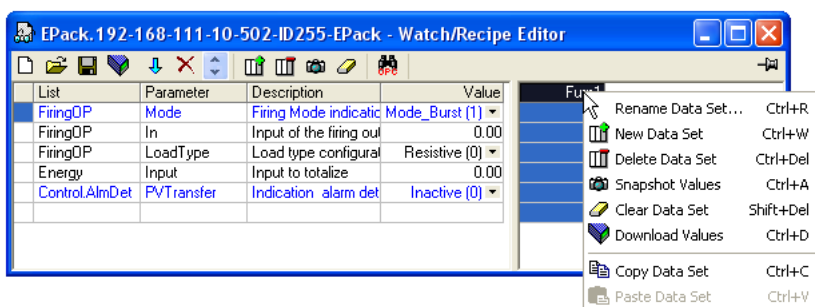 EPack.192-168-111-10-502-ID255-EPack - Watch/Recipe Editor
OPC
List Parameter Description Value
FiringOP Mode Firing Mode indicatic Mode_Burst (1)
FiringOP In Input of the firing out 0.00
FiringOP LoadType Load type configurat Resistive (0)
Energy Input Input to totalize 0.00
Control.AlmDet PVTransfer Indication alarm det Inactive (0)
Rename Data Set... Ctrl+R
New Data Set Ctrl+W
Delete Data Set Ctrl+Del
Snapshot Values Ctrl+A
Clear Data Set Shift+Del
Download Values Ctrl+D
Copy Data Set Ctrl+C
Paste Data Set Ctrl+V